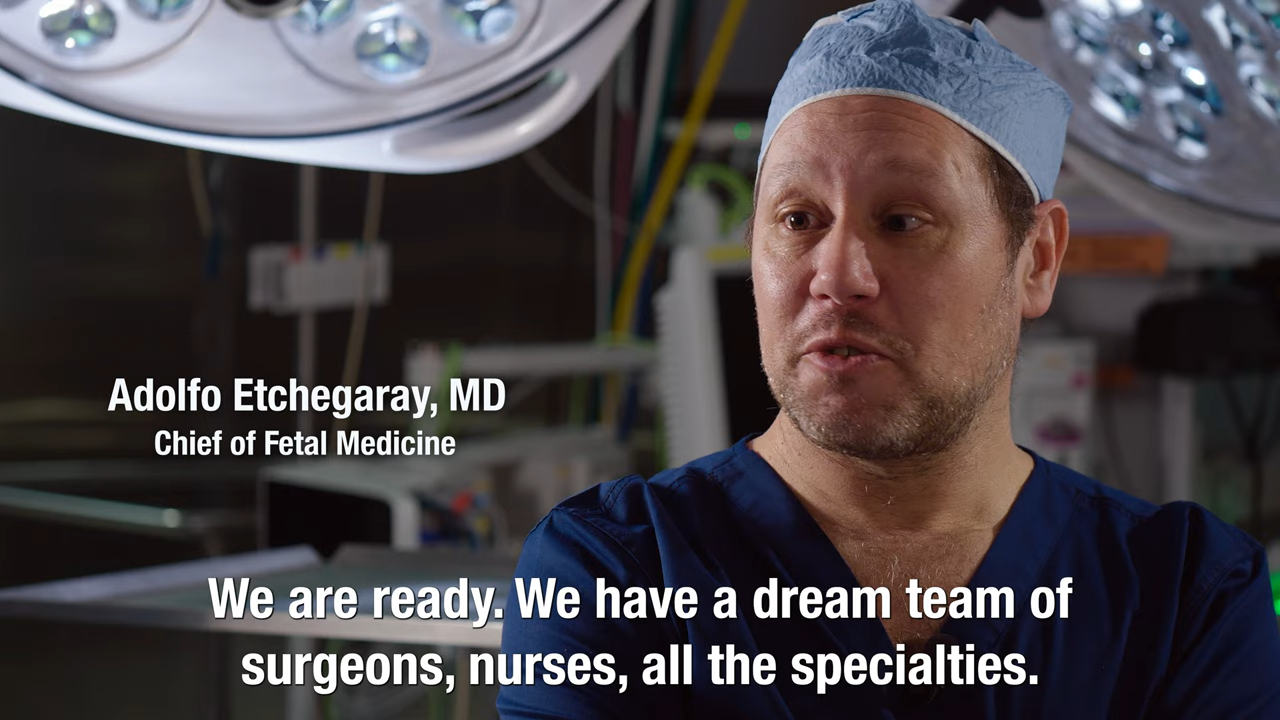 Adolfo Etchegaray, MD
Chief of Fetal Medicine
We are ready. We have a dream team of
surgeons, nurses, all the specialties.